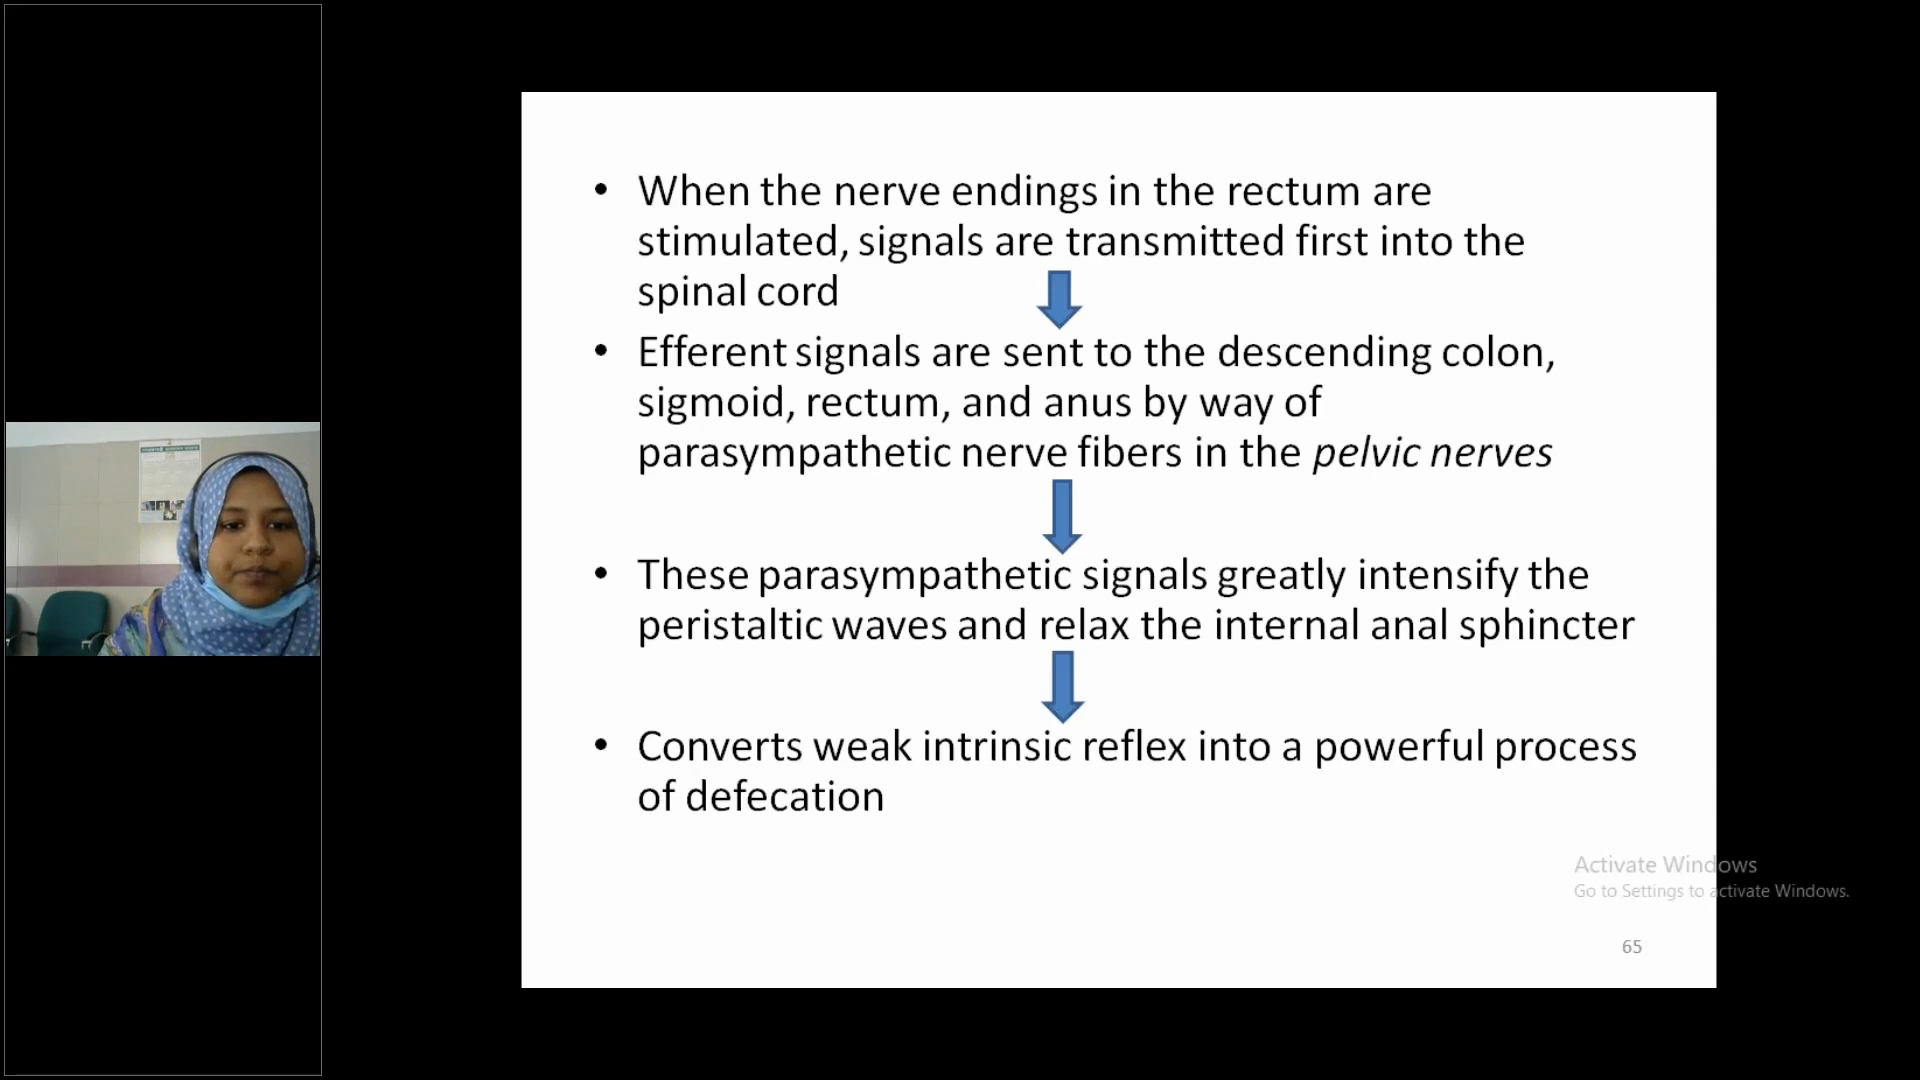 • When the nerve endings in the rectum are
stimulated, signals are transmitted first into the
spinal cord
• Efferent signals are sent to the descending colon,
sigmoid, rectum, and anus by way of
parasympathetic nerve fibers in the pelvic nerves
• These parasympathetic signals greatly intensify the
peristaltic waves and relax the internal anal sphincter
• Converts weak intrinsic reflex into a powerful process
of defecation
Activate Windows
Go to Settings to activate Windows.
65